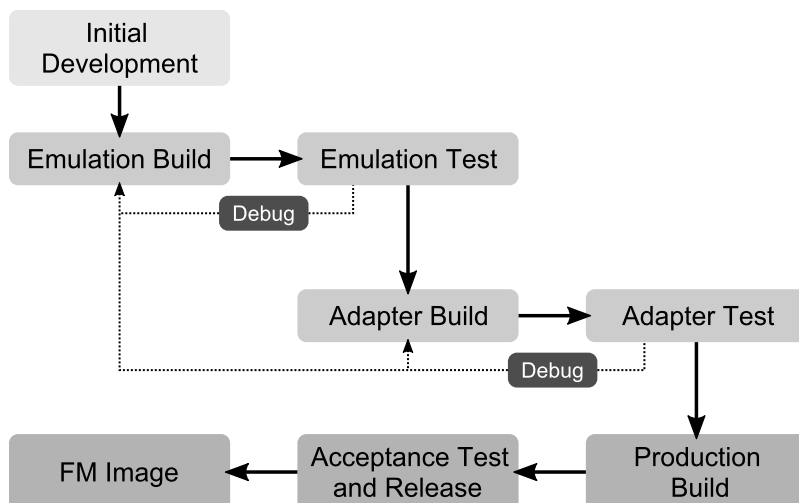 Initial
Development
Emulation Build
Emulation Test
Debug
Adapter Build
Adapter Test
Debug
FM Image
Acceptance Test
and Release
Production
Build